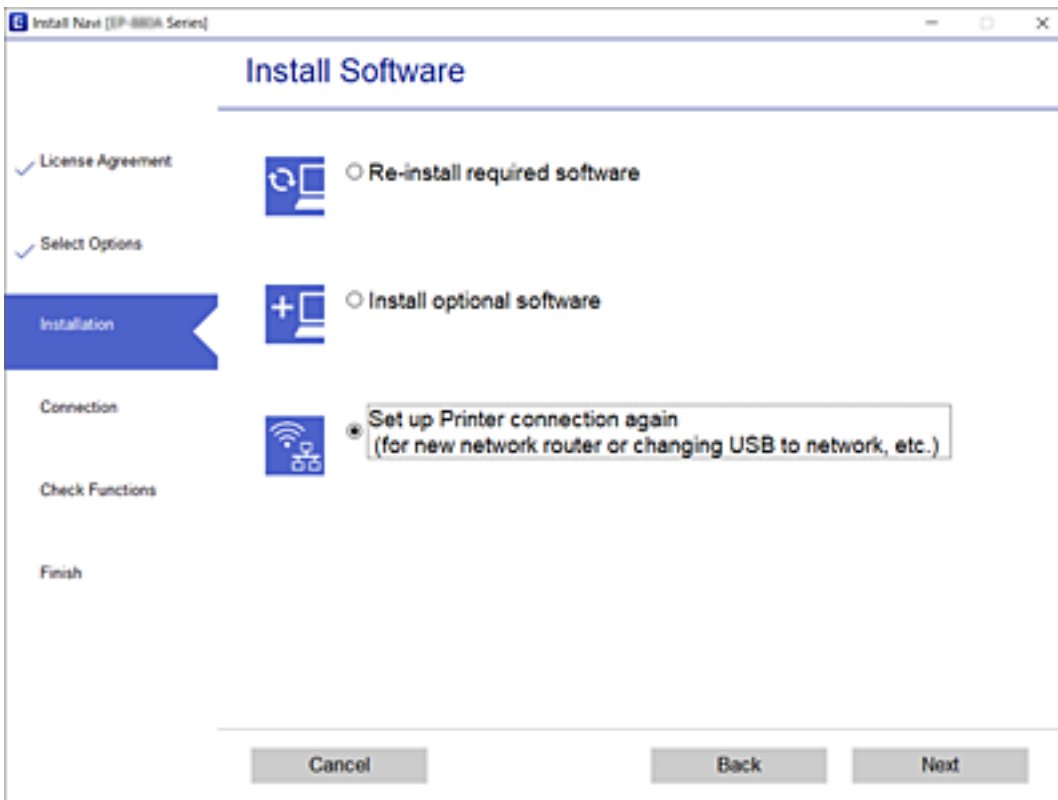 Install Navi [EP-880A Series]
Install Software
License Agreement
Select Options
Installation
Connection
Check Functions
Finish
Re-install required software
Install optional software
Set up Printer connection again
(for new network router or changing USB to network, etc.)
Cancel
Back
Next